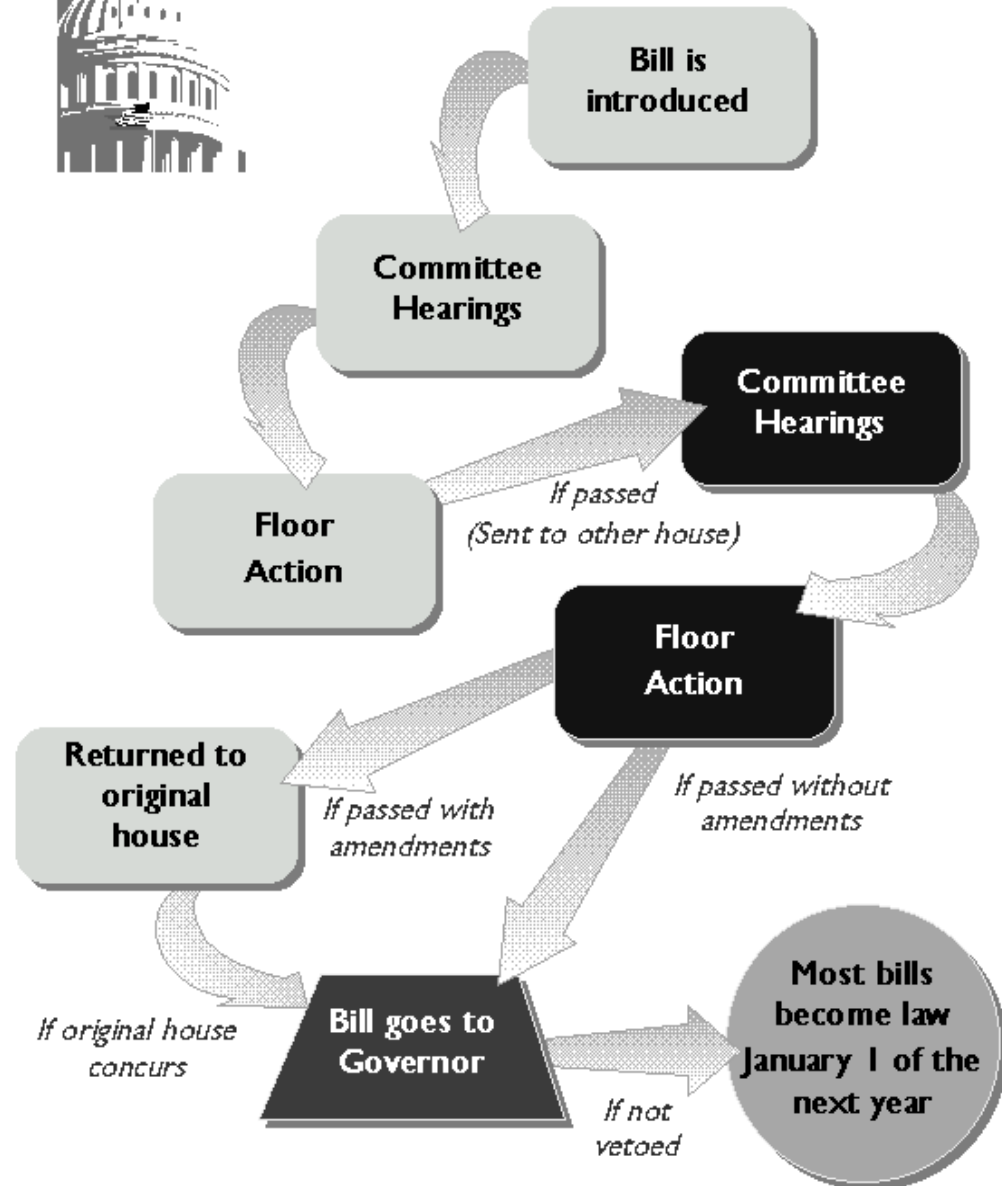 Bill is
introduced
Committee
Hearings
Committee
Hearings
If passed
(Sent to other house)
Floor
Action
Floor
Action
Returned to
original
house
If passed with
amendments
If passed without
amendments
If original house
concurs
Bill goes to
Governor
If not
vetoed
Most bills
become law
January 1 of the
next year